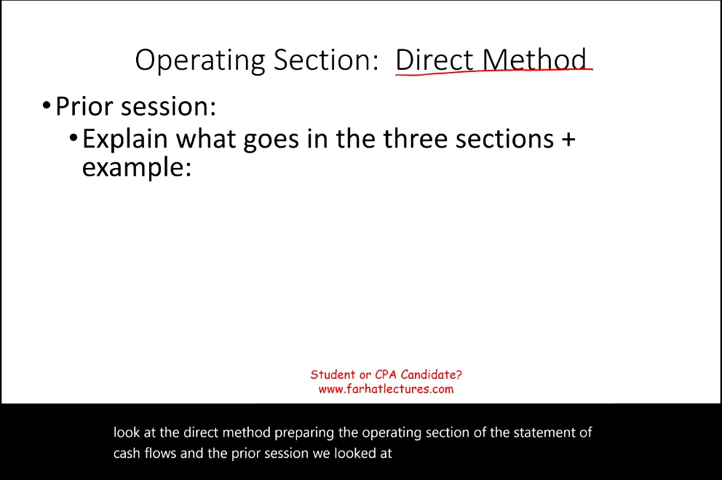 Operating Section: Direct Method
•Prior session:
•Explain what goes in the three sections +
example:
Student or CPA Candidate?
www.farhatlectures.com
look at the direct method preparing the operating section of the statement of
cash flows and the prior session we looked at